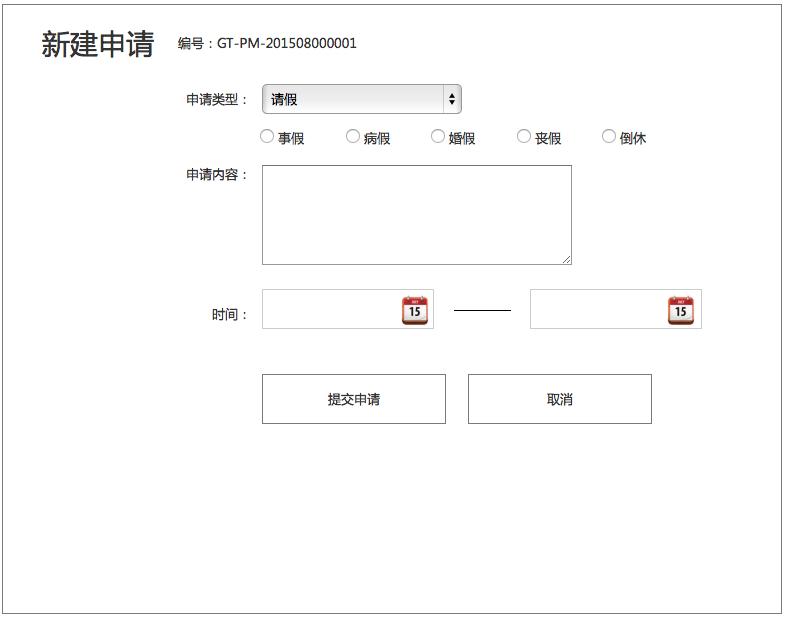 新建申请 编号：GT-PM-201508000001
申请类型： 请假
事假 病假 婚假 丧假 倒休
申请内容：
时间： 15 15
提交申请 取消